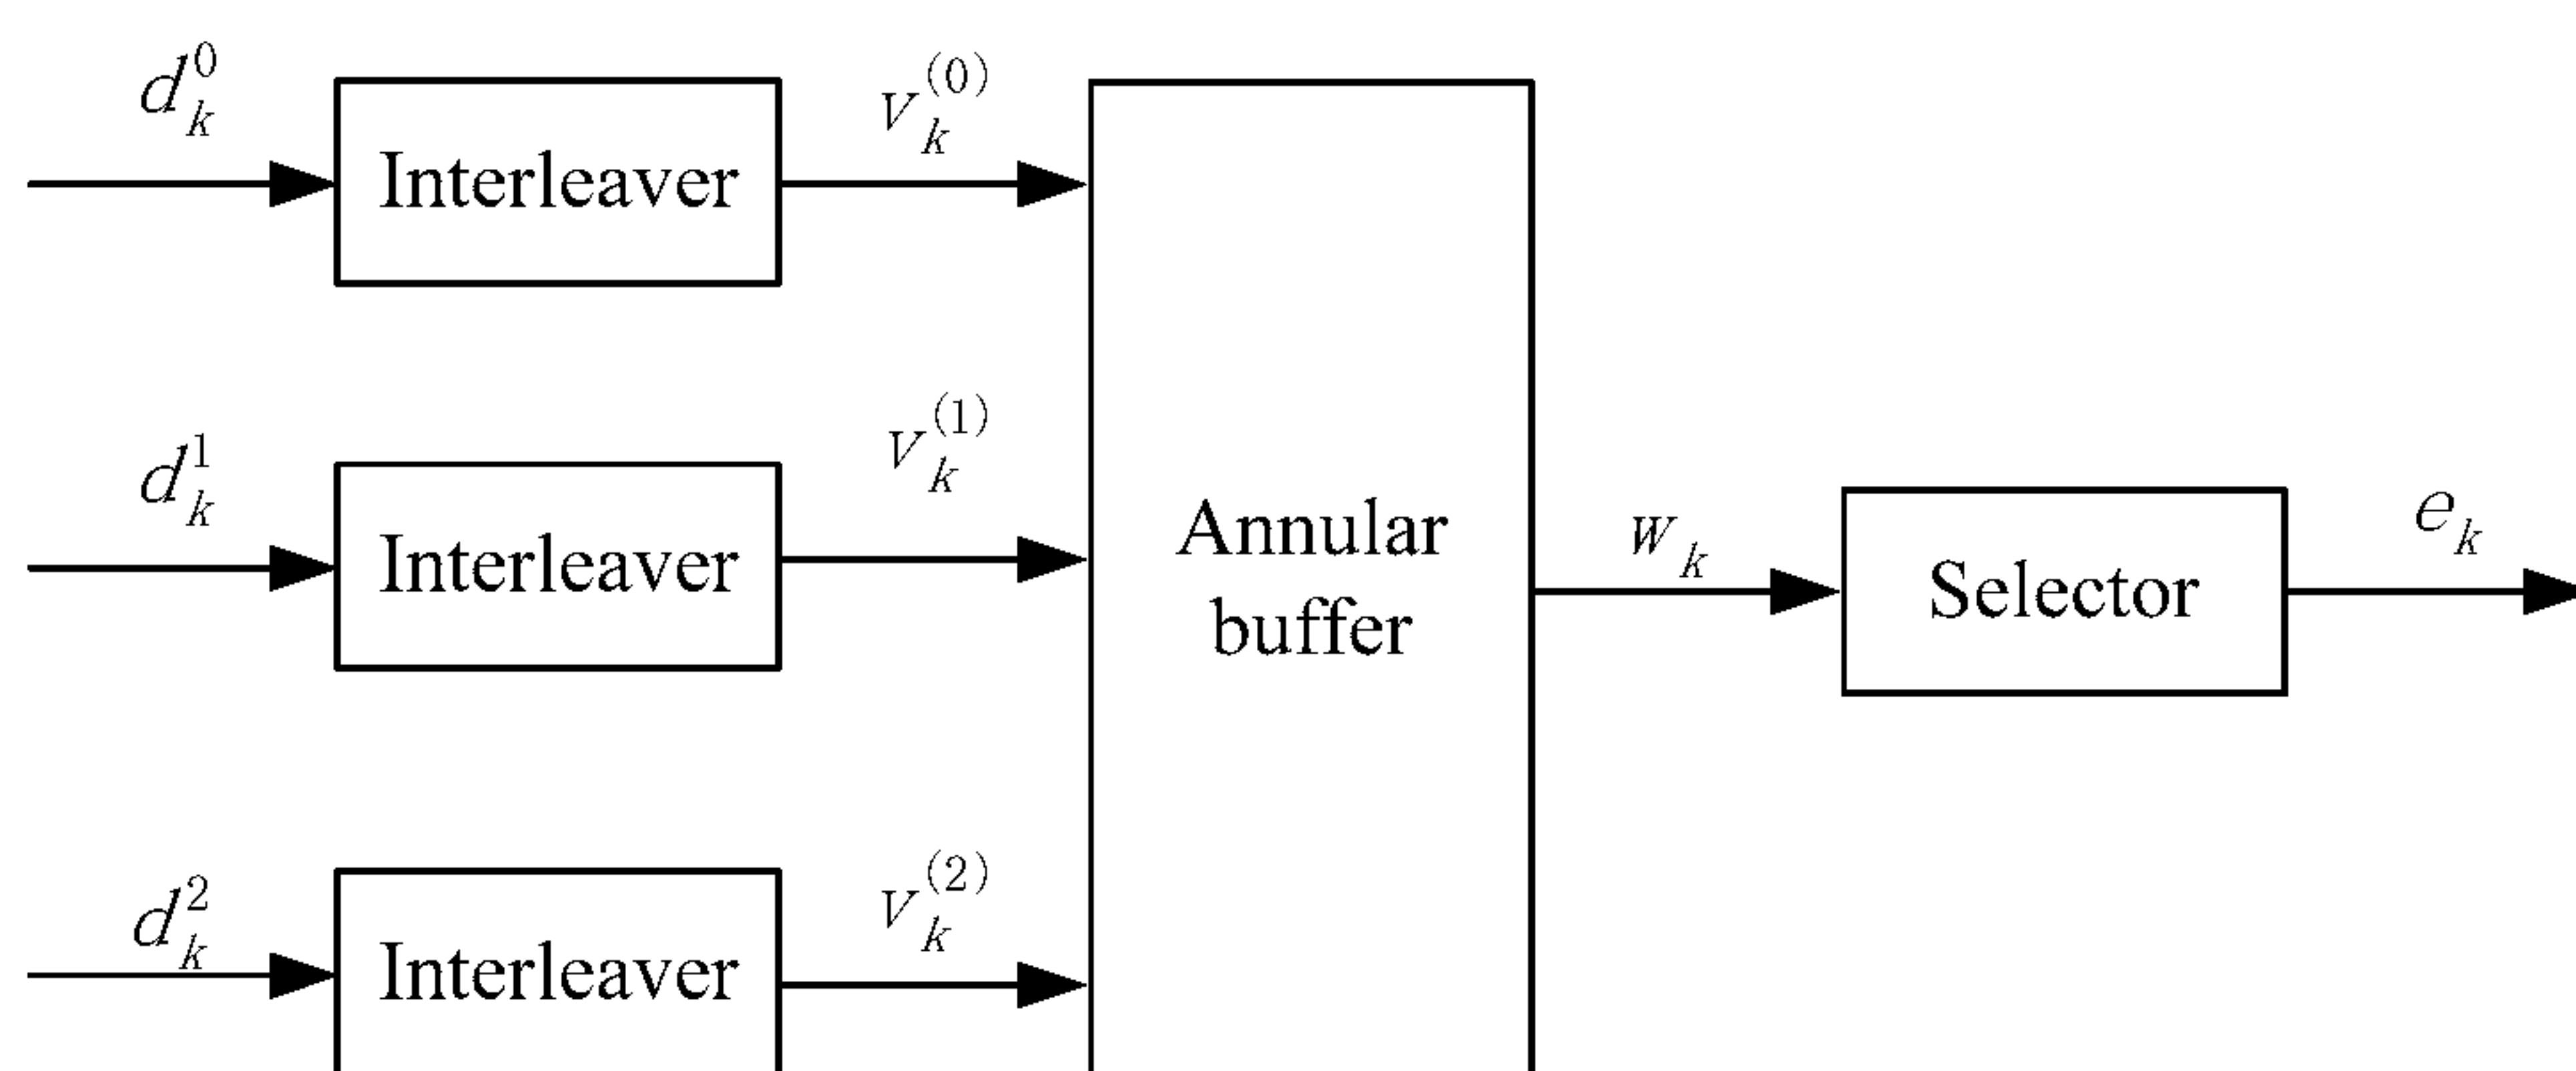 d_k^0
Interleaver
v_k^(0)
d_k^1
Interleaver
v_k^(1)
d_k^2
Interleaver
v_k^(2)
Annular
buffer
w_k
Selector
e_k